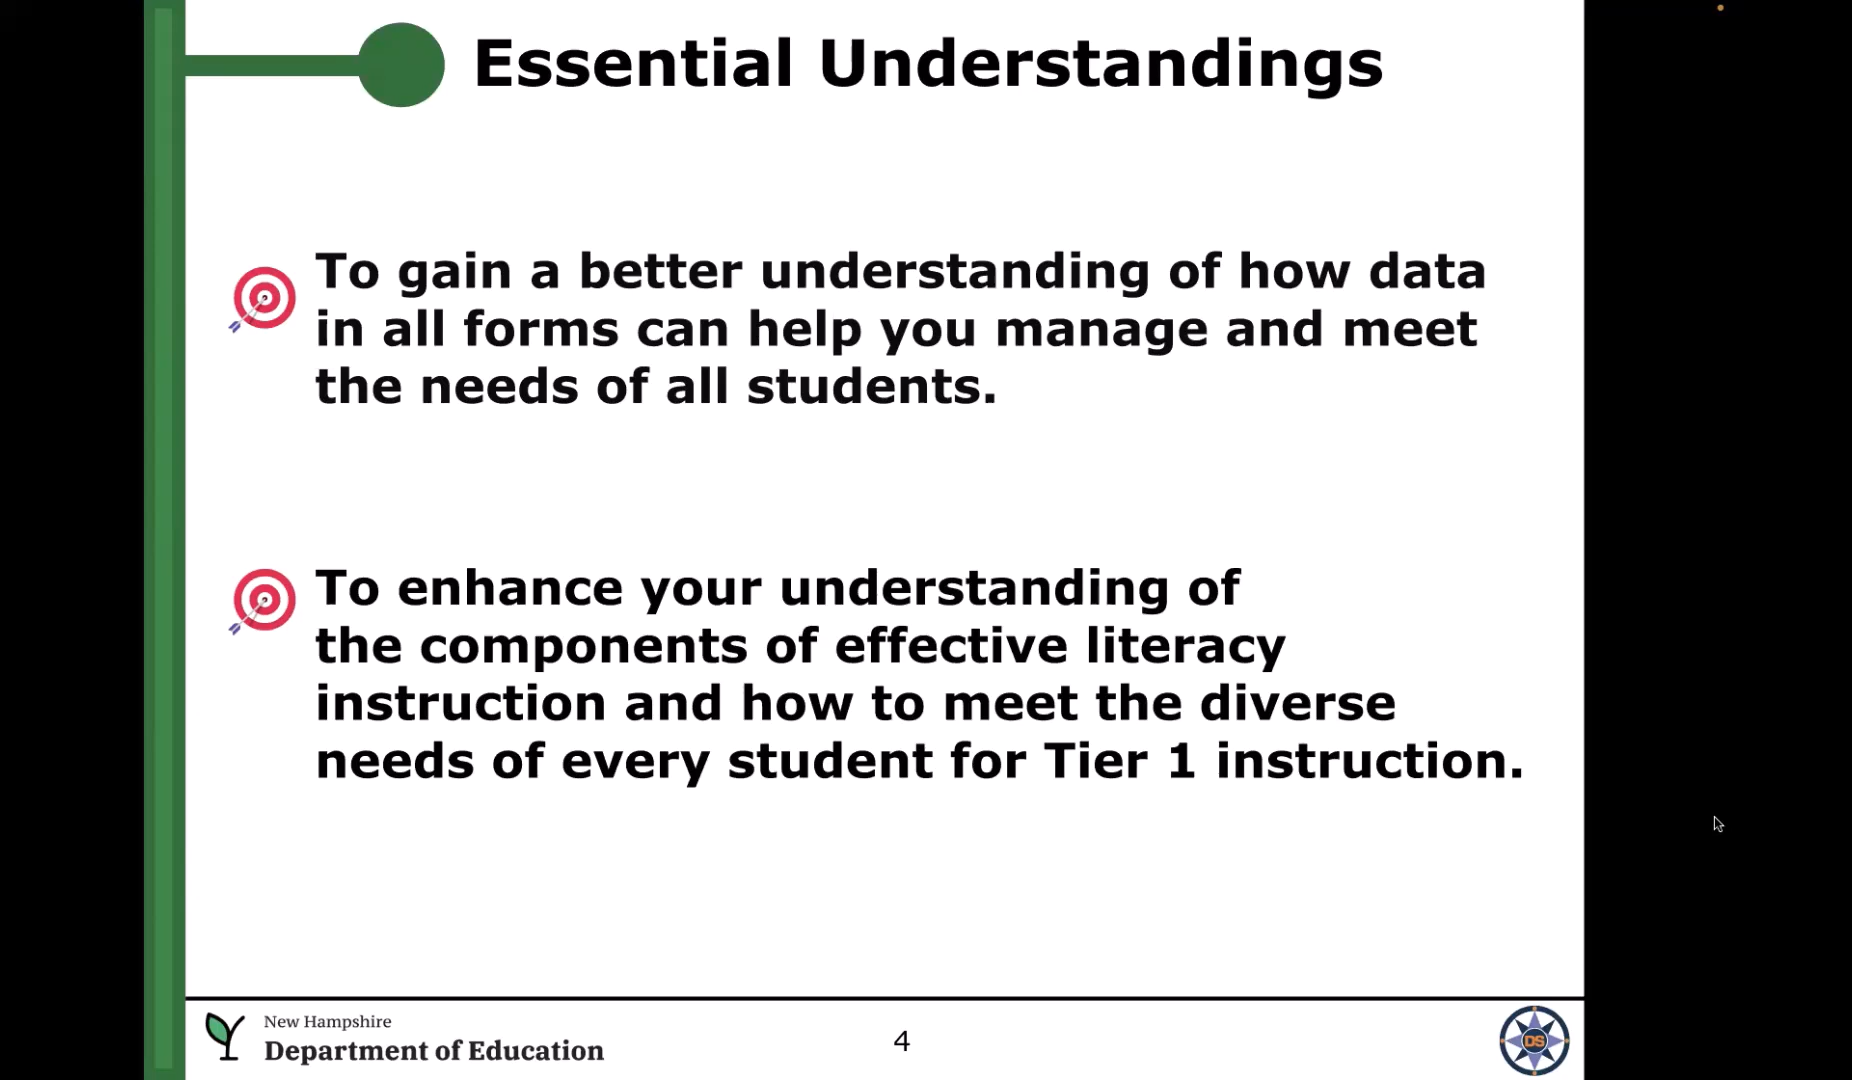 Essential Understandings
To gain a better understanding of how data
in all forms can help you manage and meet
the needs of all students.
To enhance your understanding of
the components of effective literacy
instruction and how to meet the diverse
needs of every student for Tier 1 instruction.
New Hampshire
Department of Education
4
DS